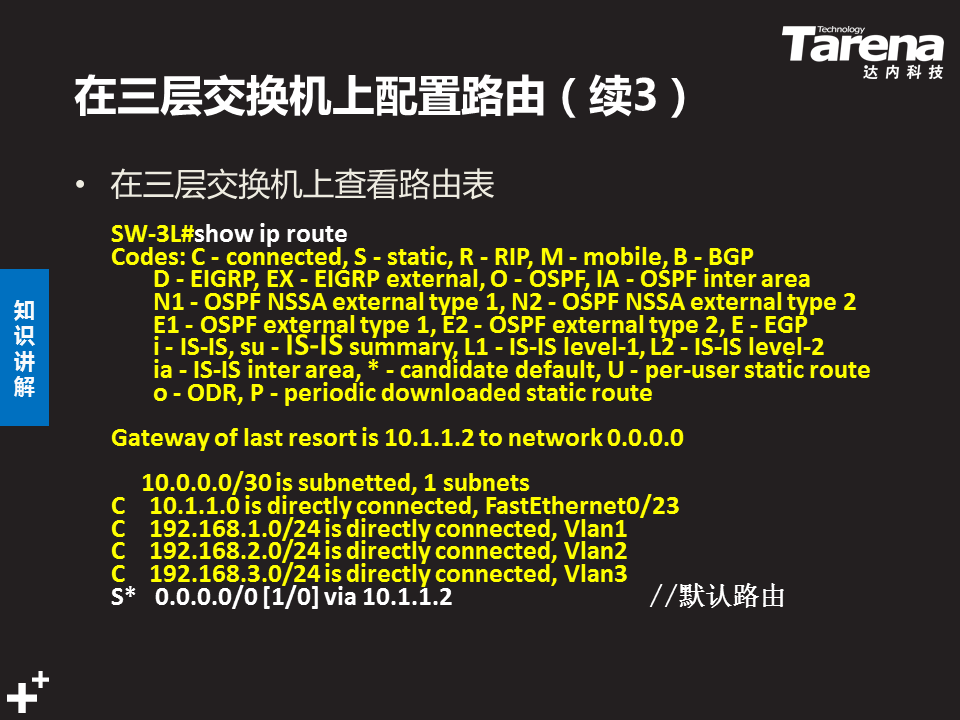 Technology
Tarena
达内科技
在三层交换机上配置路由（续3）
• 在三层交换机上查看路由表
SW-3L#show ip route
Codes: C - connected, S - static, R - RIP, M - mobile, B - BGP
D - EIGRP, EX - EIGRP external, O - OSPF, IA - OSPF inter area
N1 - OSPF NSSA external type 1, N2 - OSPF NSSA external type 2
E1 - OSPF external type 1, E2 - OSPF external type 2, E - EGP
i - IS-IS, su - IS-IS summary, L1 - IS-IS level-1, L2 - IS-IS level-2
ia - IS-IS inter area, * - candidate default, U - per-user static route
o - ODR, P - periodic downloaded static route
Gateway of last resort is 10.1.1.2 to network 0.0.0.0
10.0.0.0/30 is subnetted, 1 subnets
C 10.1.1.0 is directly connected, FastEthernet0/23
C 192.168.1.0/24 is directly connected, Vlan1
C 192.168.2.0/24 is directly connected, Vlan2
C 192.168.3.0/24 is directly connected, Vlan3
S* 0.0.0.0/0 [1/0] via 10.1.1.2 //默认路由
知识讲解